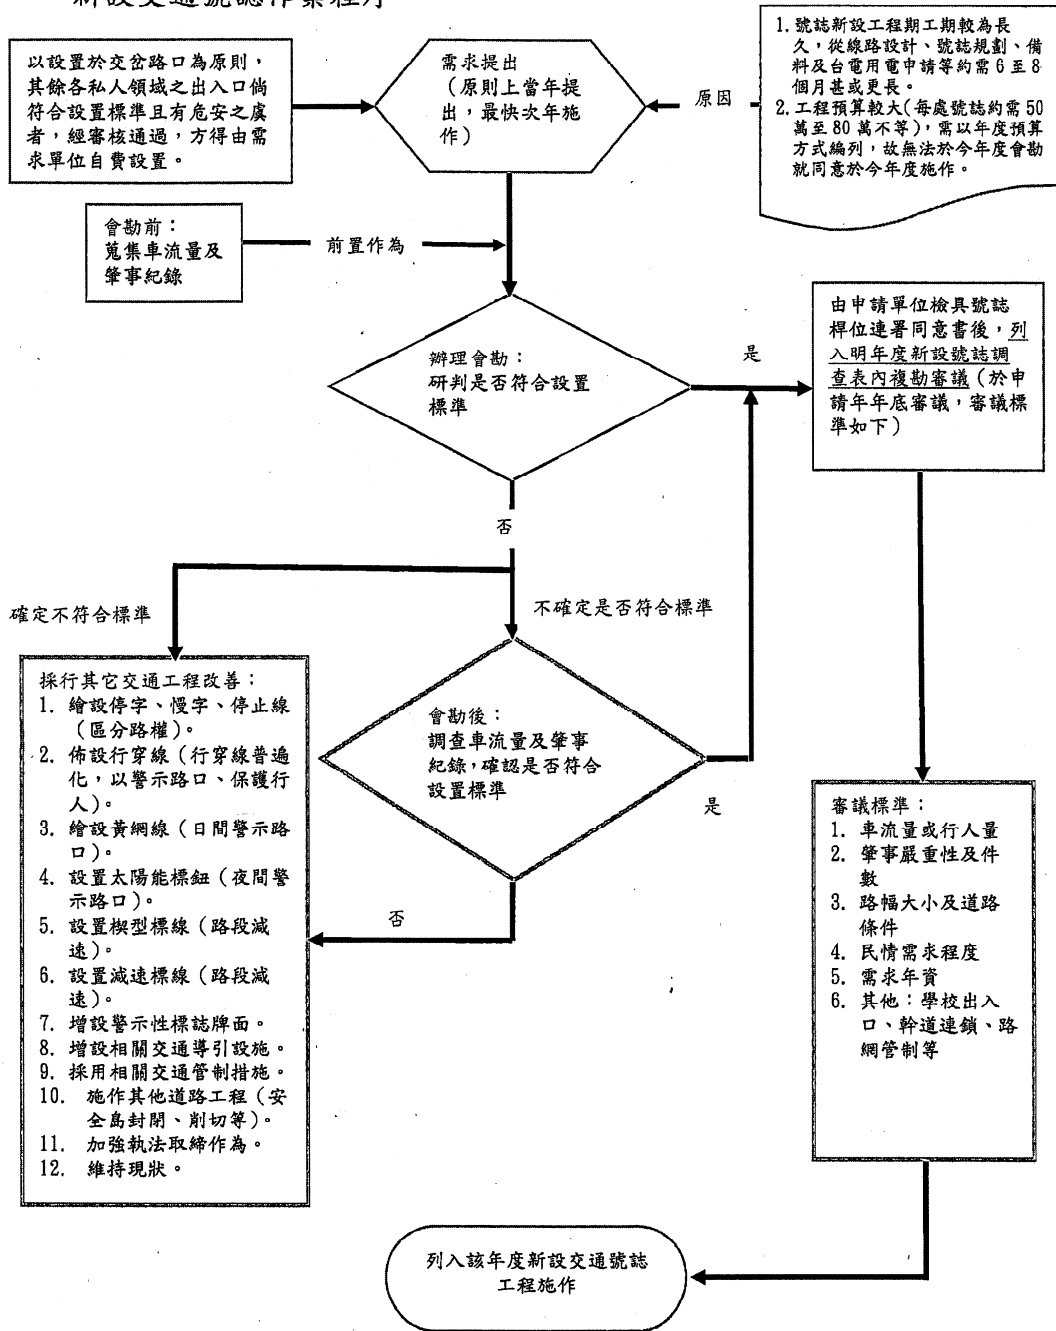 新設交通號誌作業程序
以設置於交岔路口為原則，
其餘各私人領域之出入口倘
符合設置標準且有危安之虞
者，經審核通過，方得由需
求單位自費設置。
需求提出
（原則上當年提
出，最快次年施
作）
原因
1.號誌新設工程期工期較為長
久，從線路設計、號誌規劃、備
料及台電用電申請等約需6至8
個月甚或更長。
2.工程預算較大(每處號誌約需50
萬至80萬不等)，需以年度預算
方式編列，故無法於今年度會勘
就同意於今年度施作。
會勘前：
蒐集車流量及
肇事紀錄
前置作為
辦理會勘：
研判是否符合設置
標準
是
由申請單位檢具號誌
桿位連署同意書後，列
入明年度新設號誌調
查表內複勘審議（於申
請年年底審議，審議標
準如下）
否
確定不符合標準
不確定是否符合標準
採行其它交通工程改善：
1. 繪設停字、慢字、停止線
（區分路權）。
2. 佈設行穿線（行穿線普遍
化，以警示路口、保護行
人）。
3. 繪設黃網線（日間警示路
口）。
4. 設置太陽能標鈕（夜間警
示路口）。
5. 設置楔型標線（路段減
速）。
6. 設置減速標線（路段減
速）。
7. 增設警示性標誌牌面。
8. 增設相關交通導引設施。
9. 採用相關交通管制措施。
10. 施作其他道路工程（安
全島封閉、削切等）。
11. 加強執法取締作為。
12. 維持現狀。
會勘後：
調查車流量及肇事
紀錄，確認是否符合
設置標準
是
否
審議標準：
1. 車流量或行人量
2. 肇事嚴重性及件
數
3. 路幅大小及道路
條件
4. 民情需求程度
5. 需求年資
6. 其他：學校出入
口、幹道連鎖、路
網管制等
列入該年度新設交通號誌
工程施作